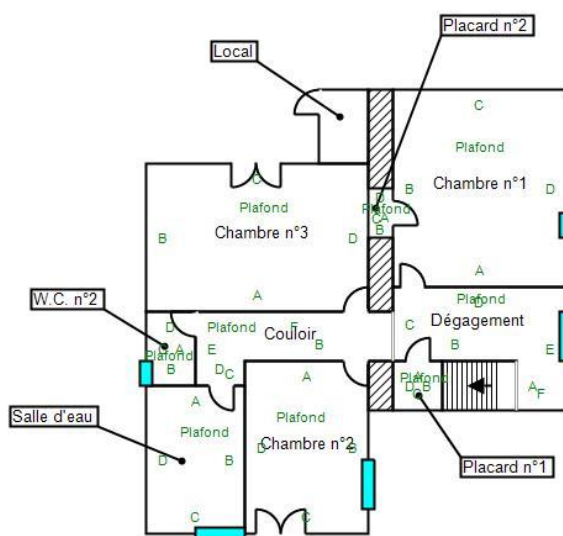 Placard n°2
Local
C
Plafond
B
Chambre n°1
D
A
D
Plafond
C A
B
C
Plafond
B
Chambre n°3
D
A
W.C. n°2
D
A
Plafond
B
Plafond
F
Couloir
E
B
D C
Plafond
D
C
Dégagement
B
E
A F
A
Plafond
D B
C
Placard n°1
Salle d'eau
A
Plafond
D
B
C
A
Plafond
Chambre n°2
D
B
C